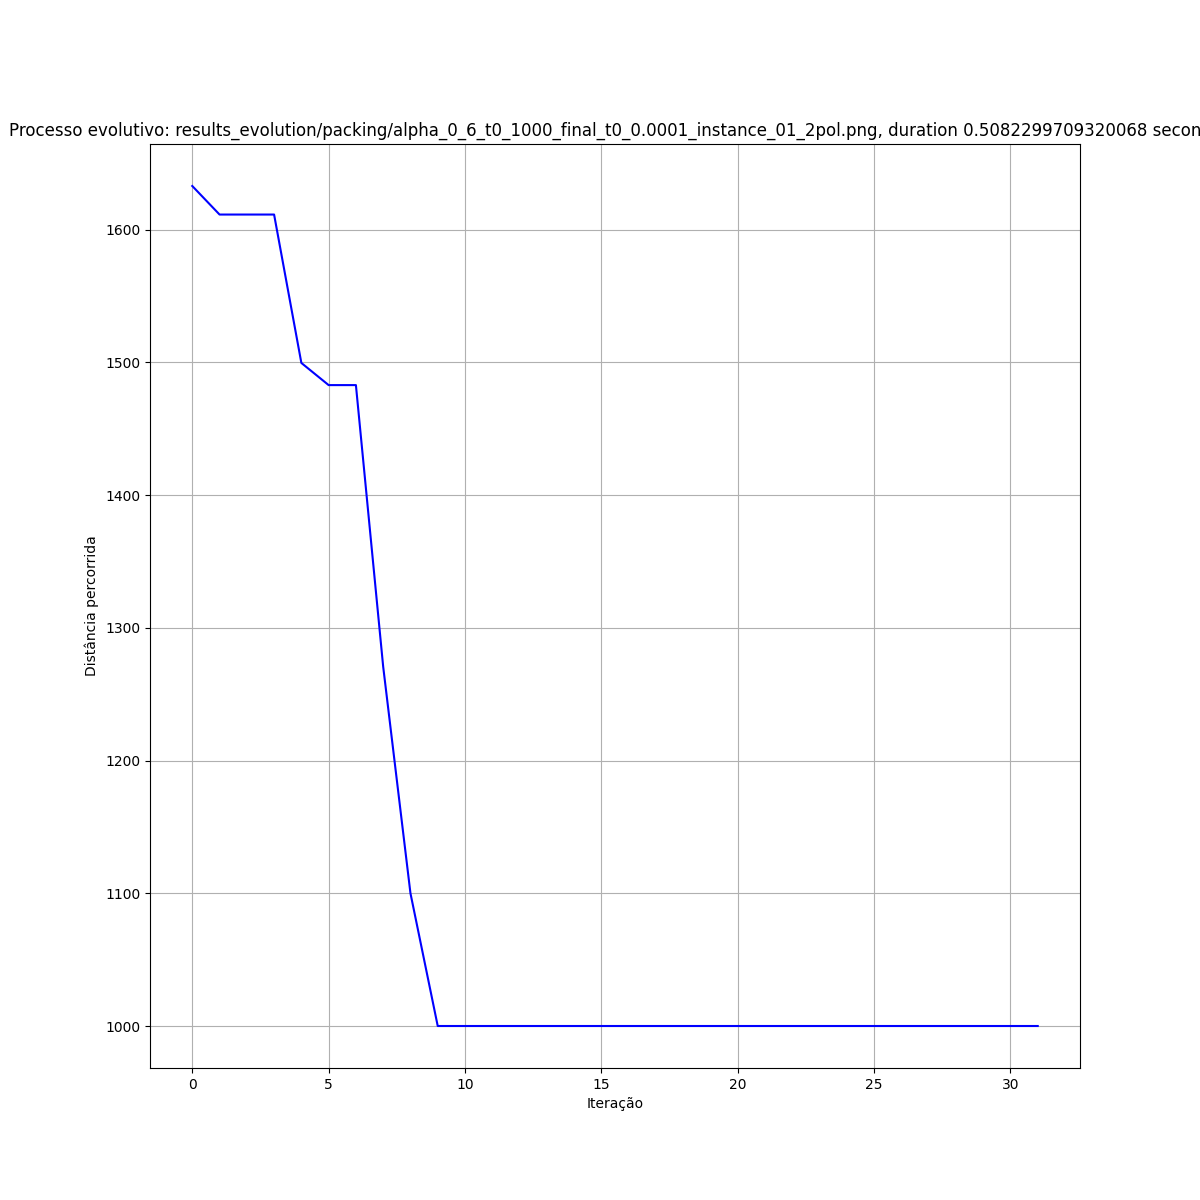 Processo evolutivo: results_evolution/packing/alpha_0_6_t0_1000_final_t0_0.0001_instance_01_2pol.png, duration 0.5082299709320068 secon
1600
1500
1400
1300
1200
1100
1000
Distância percorrida
0 5 10 15 20 25 30
Iteração